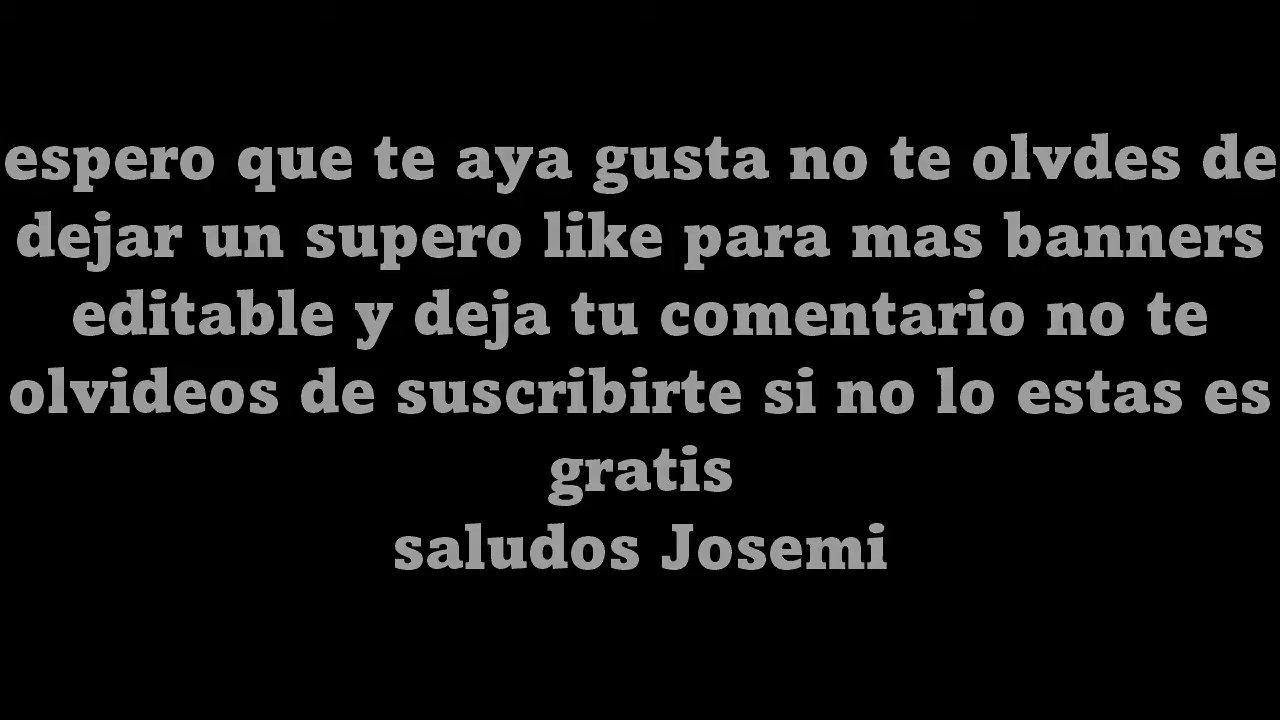 espero que te aya gusta no te olvdes de
dejar un supero like para mas banners
editable y deja tu comentario no te
olvideos de suscribirte si no lo estas es
gratis
saludos Josemi